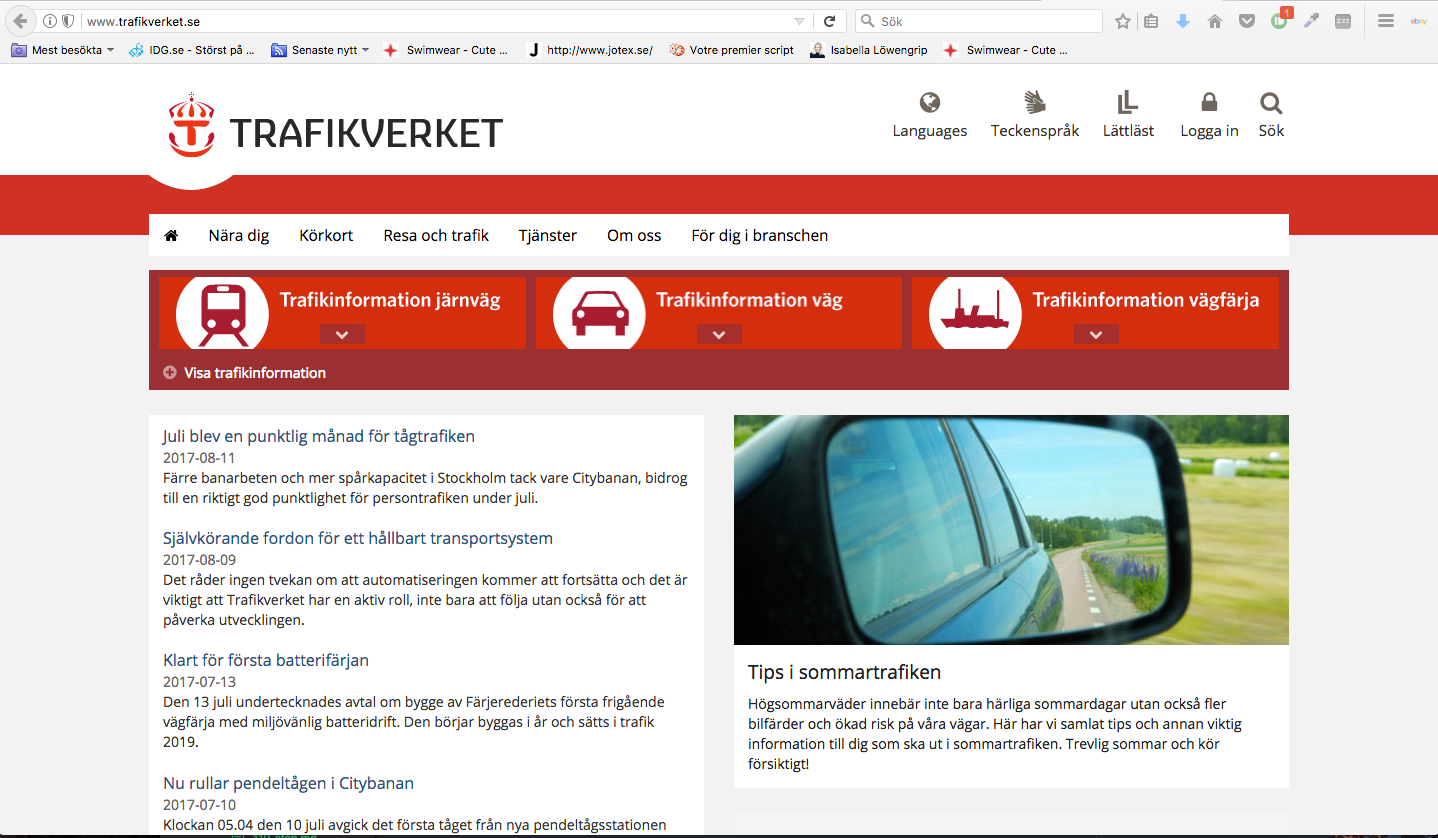 www.trafikverket.se
Sök
1
zzz
ebay
Mest besökta
IDG.se - Störst på ...
Senaste nytt
Swimwear - Cute ...
http://www.jotex.se/
Votre premier script
Isabella Löwengrip
Swimwear - Cute ...
TRAFIKVERKET
Languages
Teckenspråk
Lättläst
Logga in
Sök
Nära dig
Körkort
Resa och trafik
Tjänster
Om oss
För dig i branschen
Trafikinformation järnväg
Trafikinformation väg
Trafikinformation vägfärja
Visa trafikinformation
Juli blev en punktlig månad för tågtrafiken
2017-08-11
Färre banarbeten och mer spårkapacitet i Stockholm tack vare Citybanan, bidrog
till en riktigt god punktlighet för persontrafiken under juli.
Självkörande fordon för ett hållbart transportsystem
2017-08-09
Det råder ingen tvekan om att automatiseringen kommer att fortsätta och det är
viktigt att Trafikverket har en aktiv roll, inte bara att följa utan också för att
påverka utvecklingen.
Klart för första batterifärjan
2017-07-13
Den 13 juli undertecknades avtal om bygge av Färjerederiets första frigående
vägfärja med miljövänlig batteridrift. Den börjar byggas i år och sätts i trafik
2019.
Nu rullar pendeltågen i Citybanan
2017-07-10
Klockan 05.04 den 10 juli avgick det första tåget från nya pendeltågsstationen
Tips i sommartrafiken
Högsommarväder innebär inte bara härliga sommardagar utan också fler
bilfärder och ökad risk på våra vägar. Här har vi samlat tips och annan viktig
information till dig som ska ut i sommartrafiken. Trevlig sommar och kör
försiktigt!